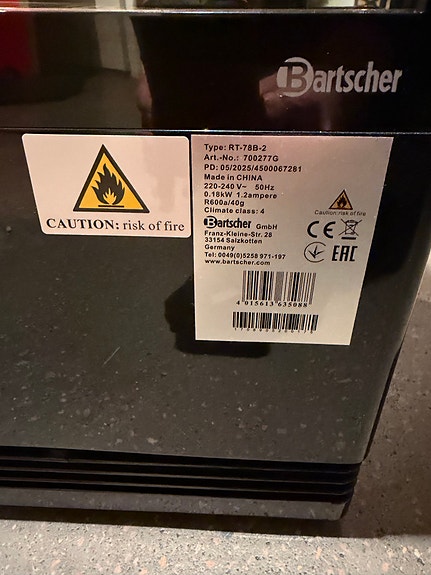 Bartscher
CAUTION: risk of fire
Type: RT-78B-2
Art.-No.: 700277G
PD: 05/2025/4500067281
Made in CHINA
220-240 V~ 50Hz
0.18kW 1.2ampere
R600a/40g
Climate class: 4
Caution: risk of fire
Bartscher GmbH
Franz-Kleine-Str. 28
33154 Salzkotten
Germany
Tel: 0049(0)5258 971-197
www.bartscher.com
CE
EAC
4 015613 635088